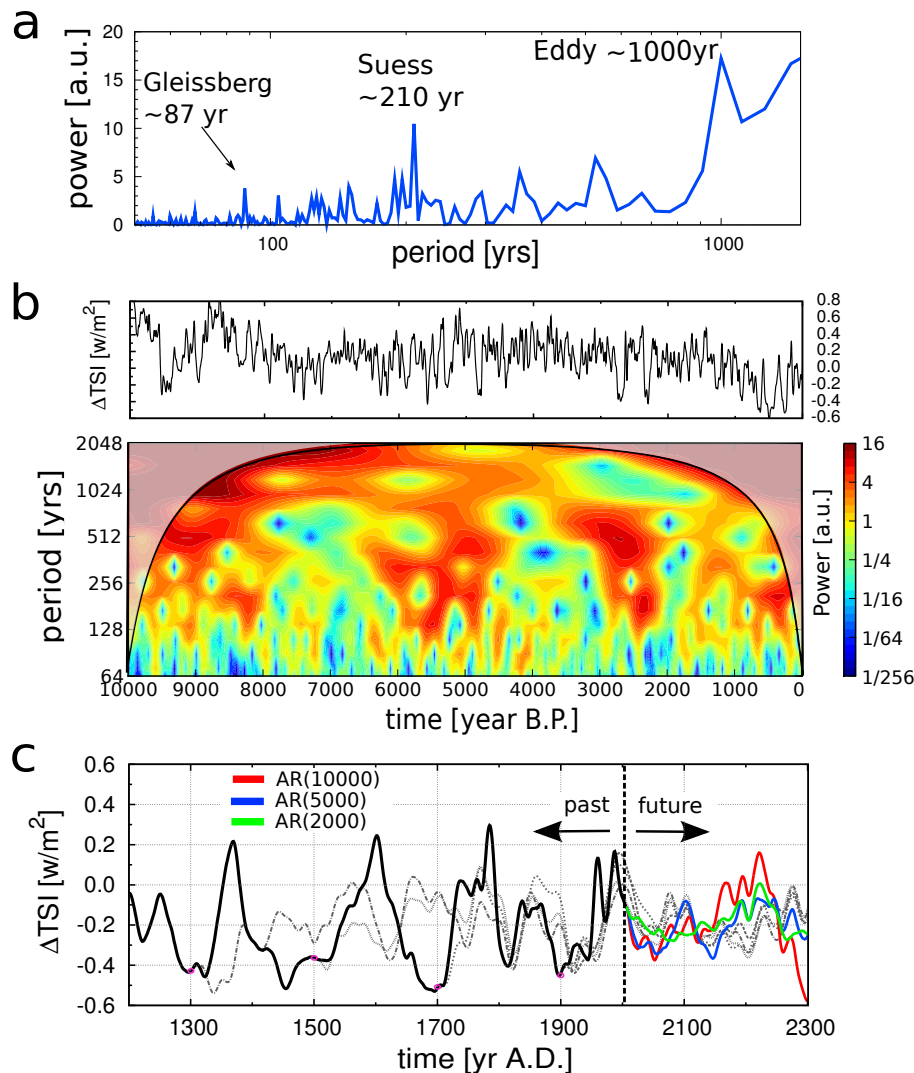 a
power [a.u.]
20
15
10
5
0
Gleissberg
~87 yr
Suess
~210 yr
Eddy ~1000yr
100
1000
period [yrs]
b
ΔTSI [w/m²]
0.8
0.6
0.4
0.2
0.0
-0.2
-0.4
-0.6
period [yrs]
2048
1024
512
256
128
64
10000 9000 8000 7000 6000 5000 4000 3000 2000 1000 0
time [year B.P.]
16
4
1
1/4
1/16
1/64
1/256
Power [a.u.]
c
ΔTSI [w/m²]
0.6
0.4
0.2
0.0
-0.2
-0.4
-0.6
AR(10000)
AR(5000)
AR(2000)
past
future
1300 1500 1700 1900 2100 2300
time [yr A.D.]